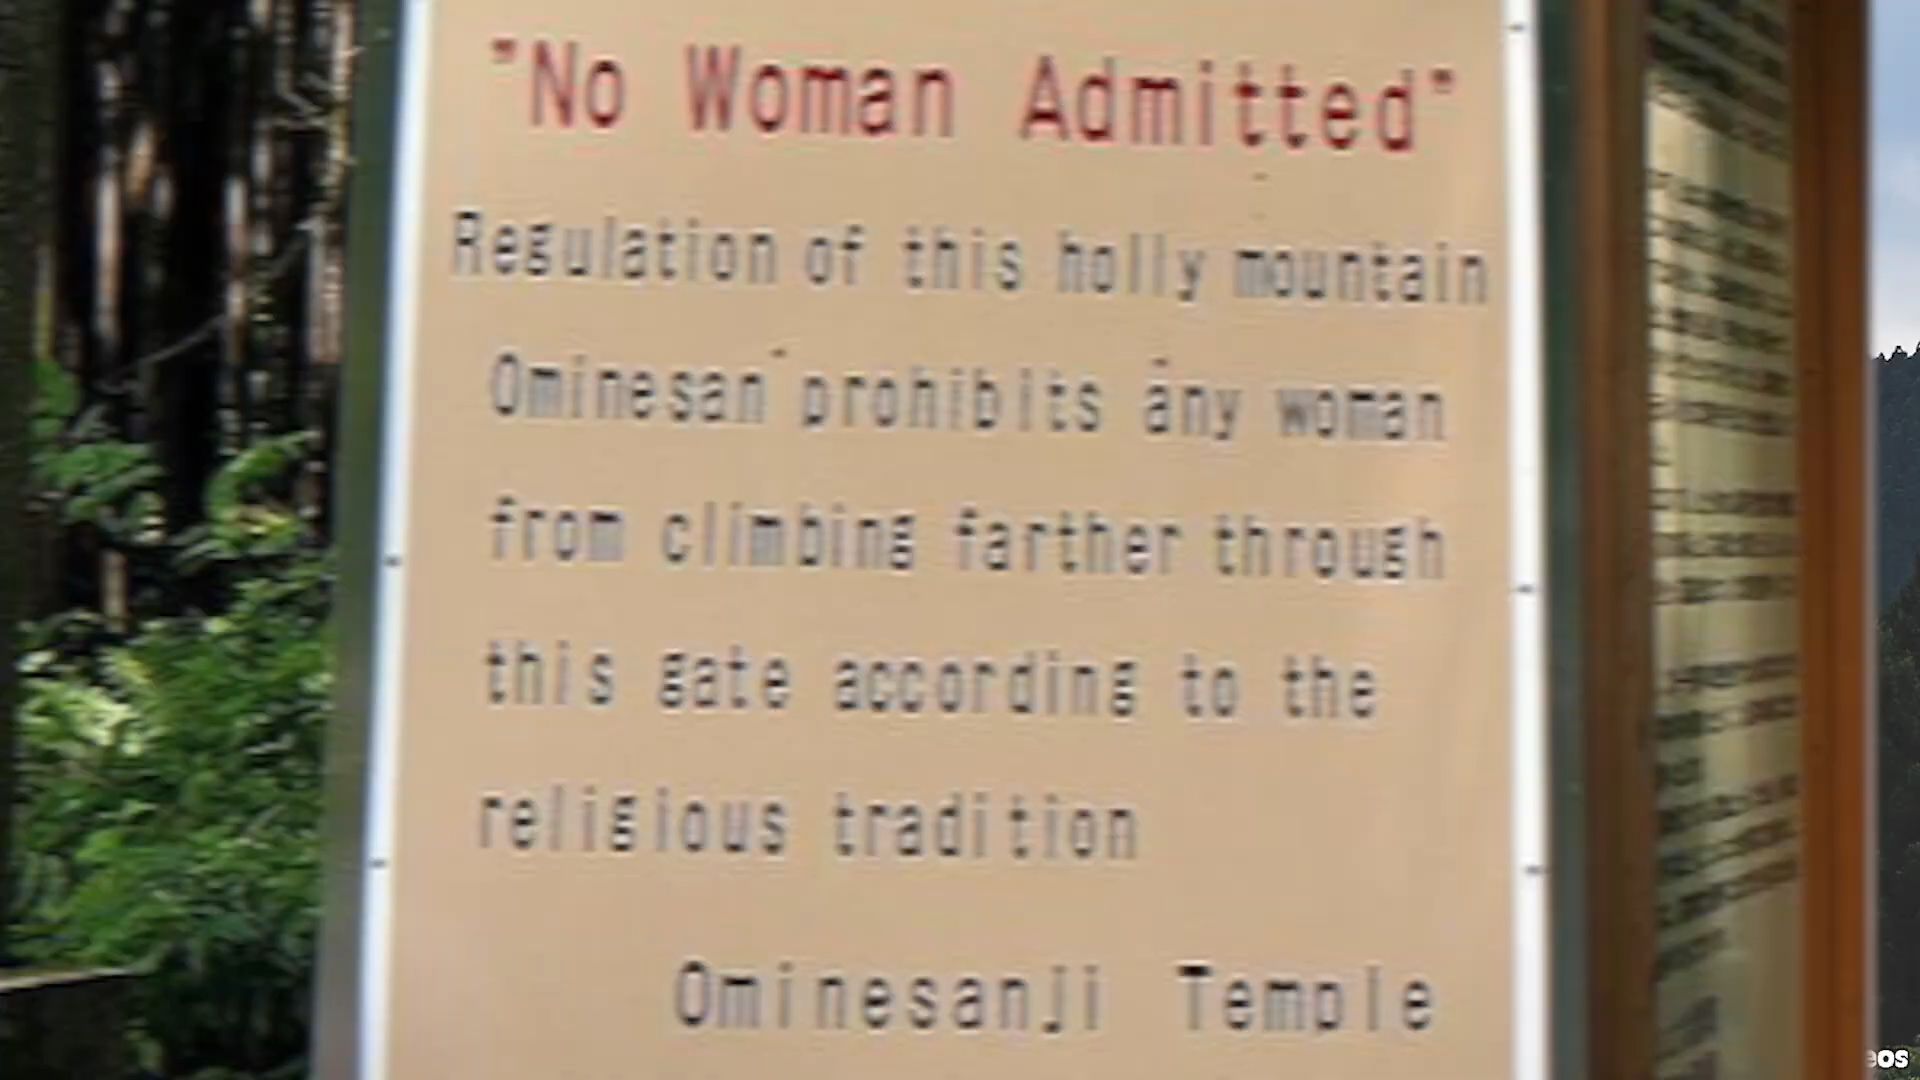 "No Woman Admitted"
Regulation of this holly mountain
Ominesan prohibits any woman
from climbing farther through
this gate according to the
religious tradition
Ominesanji Temple
eos